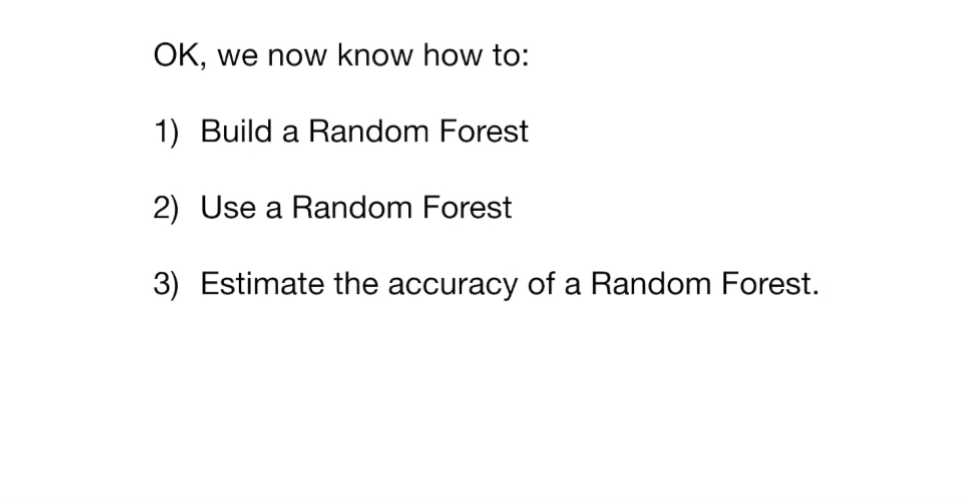 OK, we now know how to:
1) Build a Random Forest
2) Use a Random Forest
3) Estimate the accuracy of a Random Forest.